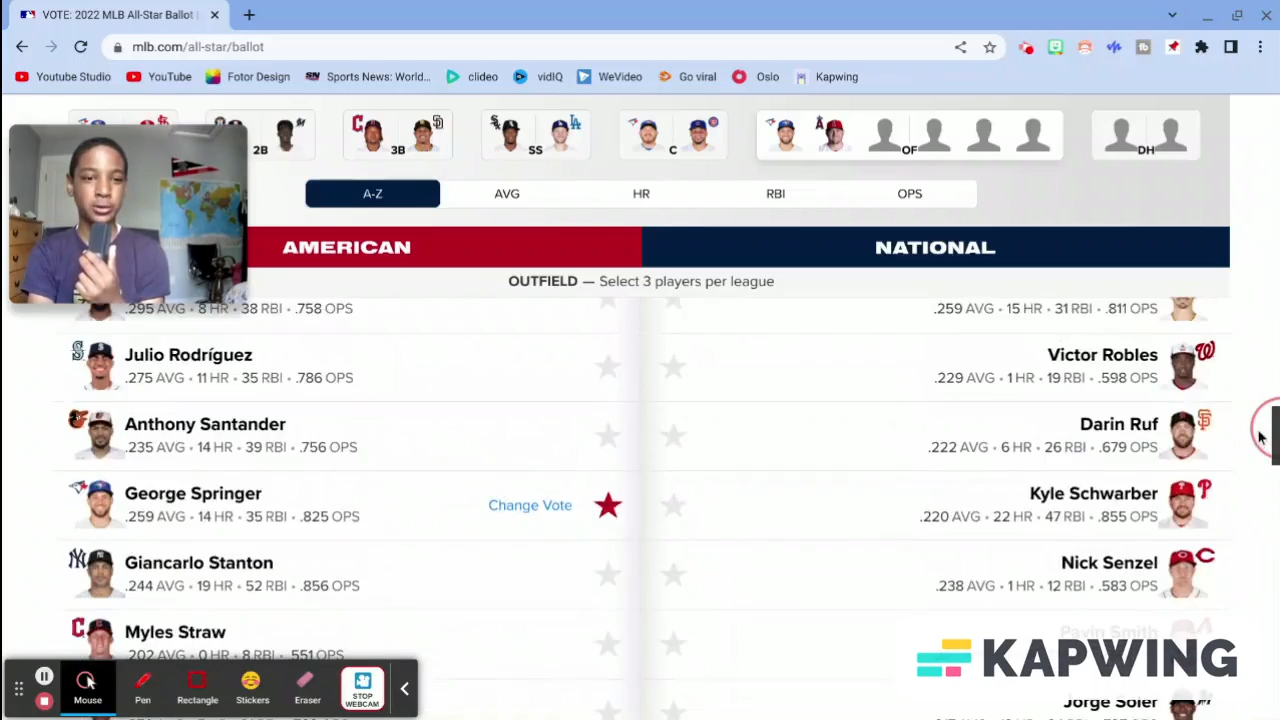 VOTE: 2022 MLB All-Star Ballot
mlb.com/all-star/ballot
YouTube Studio
YouTube
Fotor Design
Sports News: World...
clideo
vidIQ
WeVideo
Go viral
Oslo
Kapwing
2B
3B
SS
C
OF
DH
A-Z
AVG
HR
RBI
OPS
AMERICAN
NATIONAL
OUTFIELD — Select 3 players per league
.295 AVG • 8 HR • 38 RBI • .758 OPS
.259 AVG • 15 HR • 31 RBI • .811 OPS
Julio Rodríguez
Victor Robles
.275 AVG • 11 HR • 35 RBI • .786 OPS
.229 AVG • 1 HR • 19 RBI • .598 OPS
Anthony Santander
Darin Ruf
.235 AVG • 14 HR • 39 RBI • .756 OPS
.222 AVG • 6 HR • 26 RBI • .679 OPS
George Springer
Kyle Schwarber
Change Vote
.259 AVG • 14 HR • 35 RBI • .825 OPS
.220 AVG • 22 HR • 47 RBI • .855 OPS
Giancarlo Stanton
Nick Senzel
.244 AVG • 19 HR • 52 RBI • .856 OPS
.238 AVG • 1 HR • 12 RBI • .583 OPS
Myles Straw
Pavin Smith
.202 AVG • 0 HR • 8 RBI • .551 OPS
KAPWING
Jorge Soler
Mouse
Pen
Rectangle
Stickers
Eraser
STOP
WEBCAM